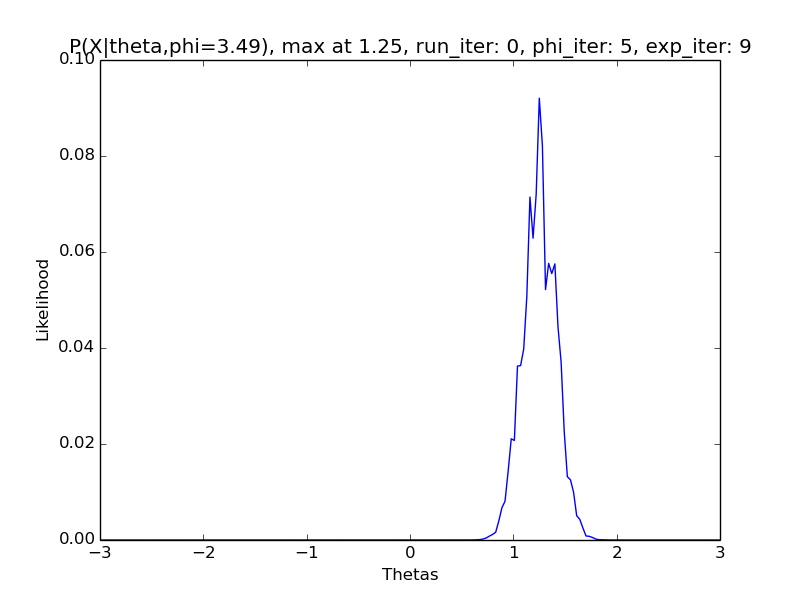 P(X|theta,phi=3.49), max at 1.25, run_iter: 0, phi_iter: 5, exp_iter: 9
0.10
0.08
0.06
0.04
0.02
0.00
Likelihood
−3 −2 −1 0 1 2 3
Thetas